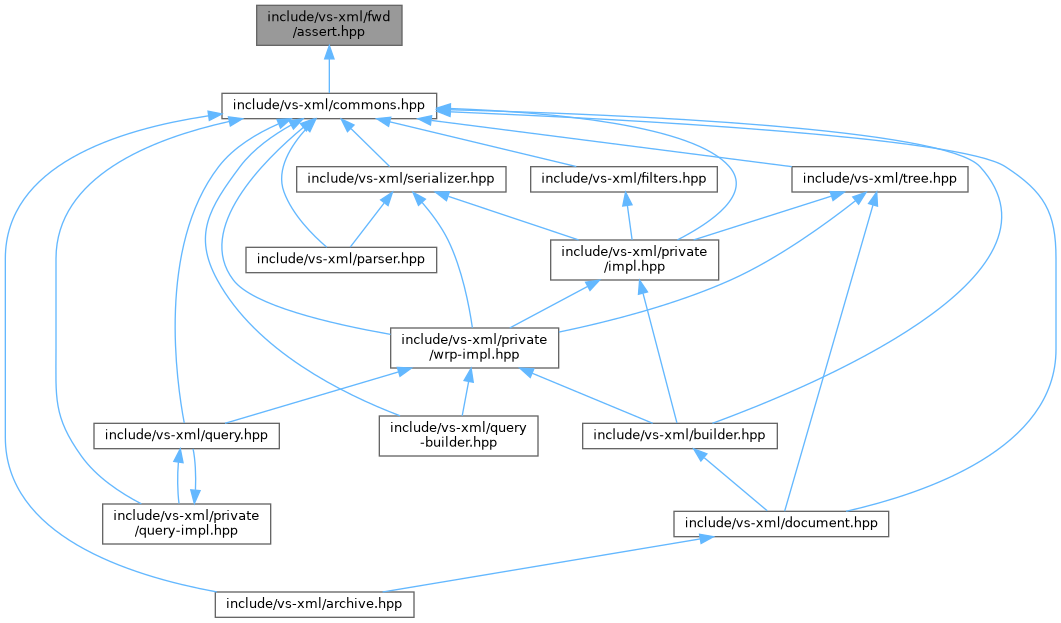 include/vs-xml/fwd
/assert.hpp
include/vs-xml/commons.hpp
include/vs-xml/serializer.hpp
include/vs-xml/filters.hpp
include/vs-xml/tree.hpp
include/vs-xml/parser.hpp
include/vs-xml/private
/impl.hpp
include/vs-xml/private
/wrp-impl.hpp
include/vs-xml/query.hpp
include/vs-xml/query
-builder.hpp
include/vs-xml/builder.hpp
include/vs-xml/private
/query-impl.hpp
include/vs-xml/document.hpp
include/vs-xml/archive.hpp